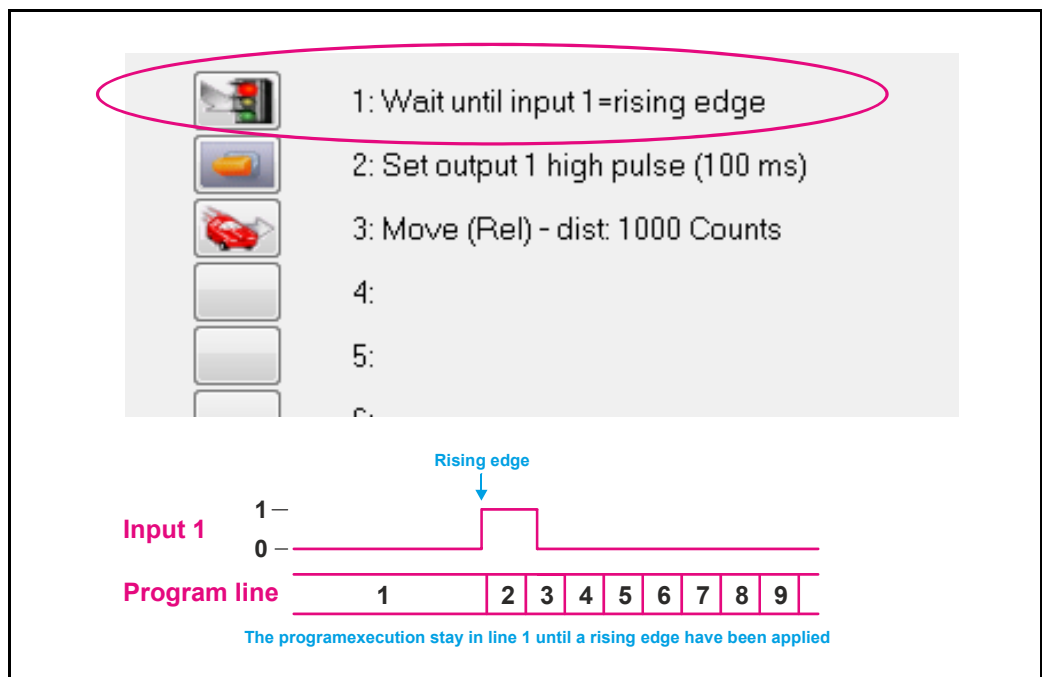 1: Wait until input 1=rising edge
2: Set output 1 high pulse (100 ms)
3: Move (Rel) - dist: 1000 Counts
4:
5:
Rising edge
Input 1
1
0
Program line 1 2 3 4 5 6 7 8 9
The programexecution stay in line 1 until a rising edge have been applied